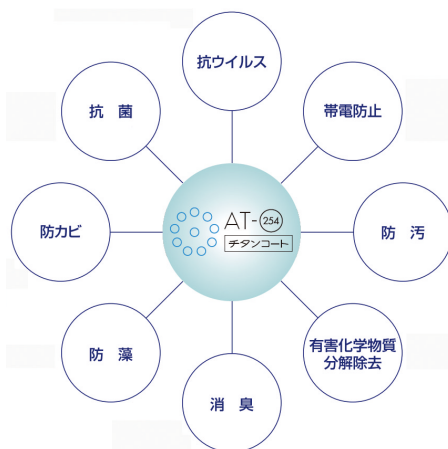 抗ウイルス
抗 菌
帯電防止
AT-254
チタンコート
防カビ
防 汚
防 藻
有害化学物質
分解除去
消 臭